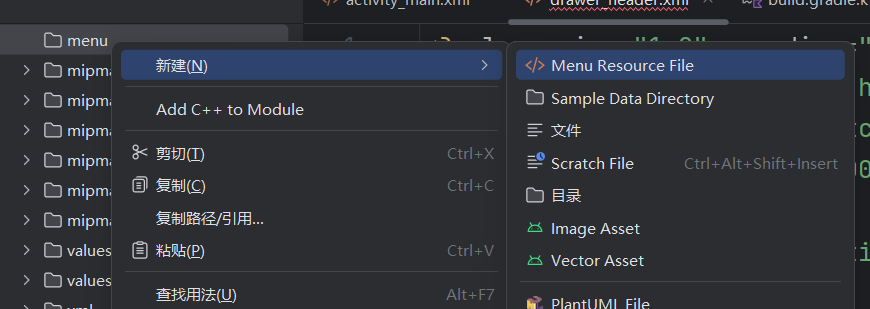 activity_main.xml
drawer_header.xml
build.gradle.k
menu
新建(N)
Menu Resource File
Add C++ to Module
Sample Data Directory
文件
剪切(T) Ctrl+X
Scratch File Ctrl+Alt+Shift+Insert
复制(C) Ctrl+C
目录
复制路径/引用...
Image Asset
粘贴(P) Ctrl+V
Vector Asset
查找用法(U) Alt+F7
PlantUML File
mipma
mipma
mipma
mipma
mipma
mipma
values
values
xml